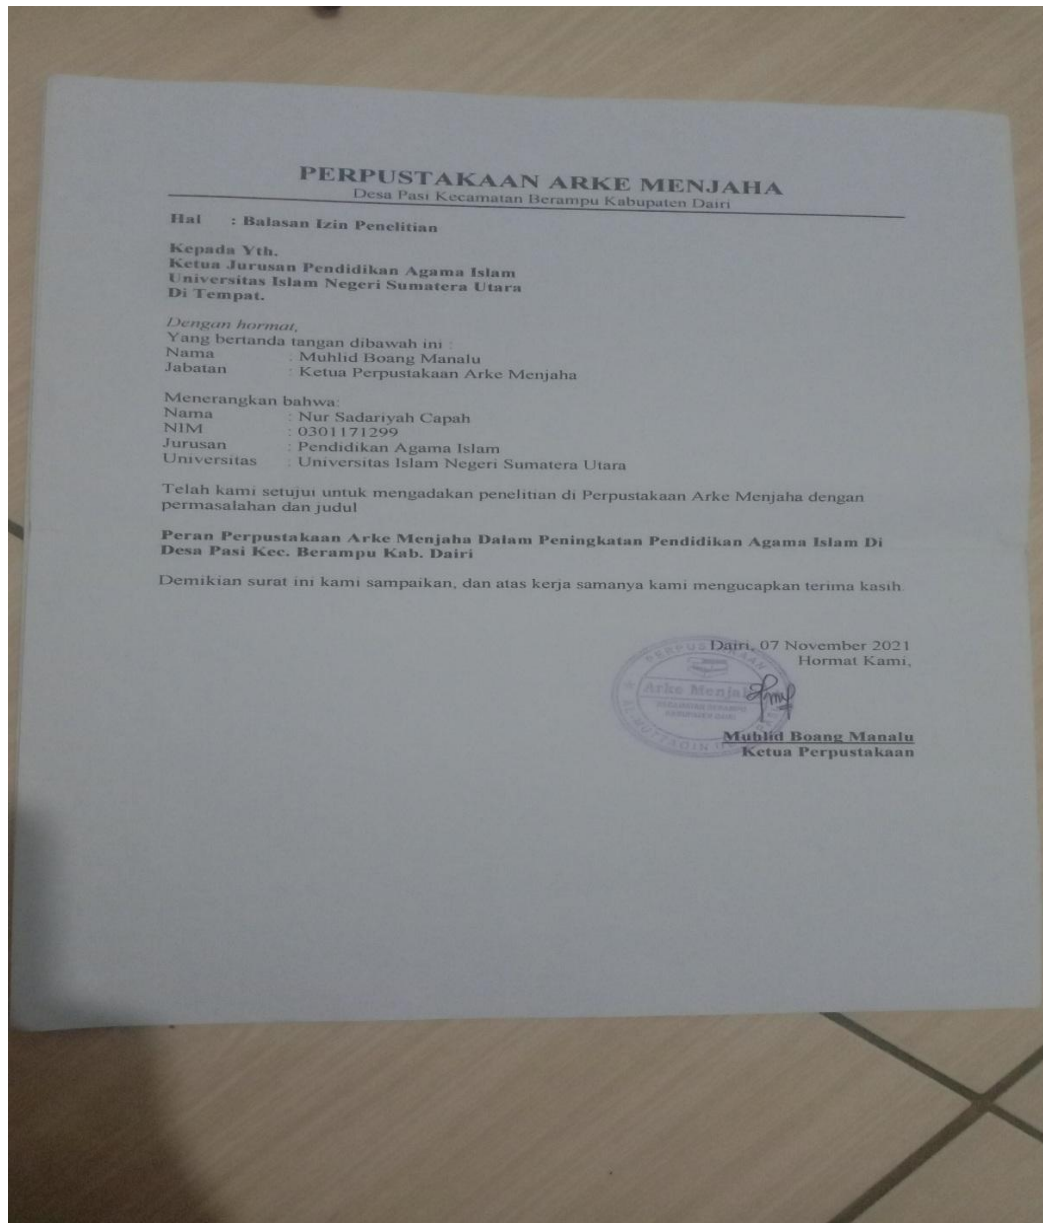 PERPUSTAKAAN ARKE MENJAHA
Desa Pasi Kecamatan Berampu Kabupaten Dairi
Hal : Balasan Izin Penelitian
Kepada Yth.
Ketua Jurusan Pendidikan Agama Islam
Universitas Islam Negeri Sumatera Utara
Di Tempat.
Dengan hormat,
Yang bertanda tangan dibawah ini :
Nama : Muhlid Boang Manalu
Jabatan : Ketua Perpustakaan Arke Menjaha
Menerangkan bahwa:
Nama : Nur Sadariyah Capah
NIM : 0301171299
Jurusan : Pendidikan Agama Islam
Universitas : Universitas Islam Negeri Sumatera Utara
Telah kami setujui untuk mengadakan penelitian di Perpustakaan Arke Menjaha dengan
permasalahan dan judul
Peran Perpustakaan Arke Menjaha Dalam Peningkatan Pendidikan Agama Islam Di
Desa Pasi Kec. Berampu Kab. Dairi
Demikian surat ini kami sampaikan, dan atas kerja samanya kami mengucapkan terima kasih.
Dairi, 07 November 2021
Hormat Kami,
PERPUSTAKAAN
Arke Menjaha
Muhlid Boang Manalu
Ketua Perpustakaan